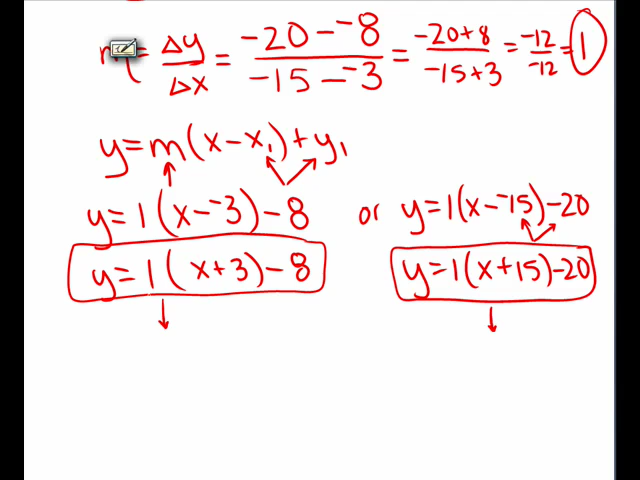 m = Δy/Δx = -20 - -8/-15 - -3 = -20+8/-15+3 = -12/-12 = 1
y=m(x-x₁)+y₁
y=1(x--3)-8 or y=1(x--15)-20
y=1(x+3)-8 y=1(x+15)-20